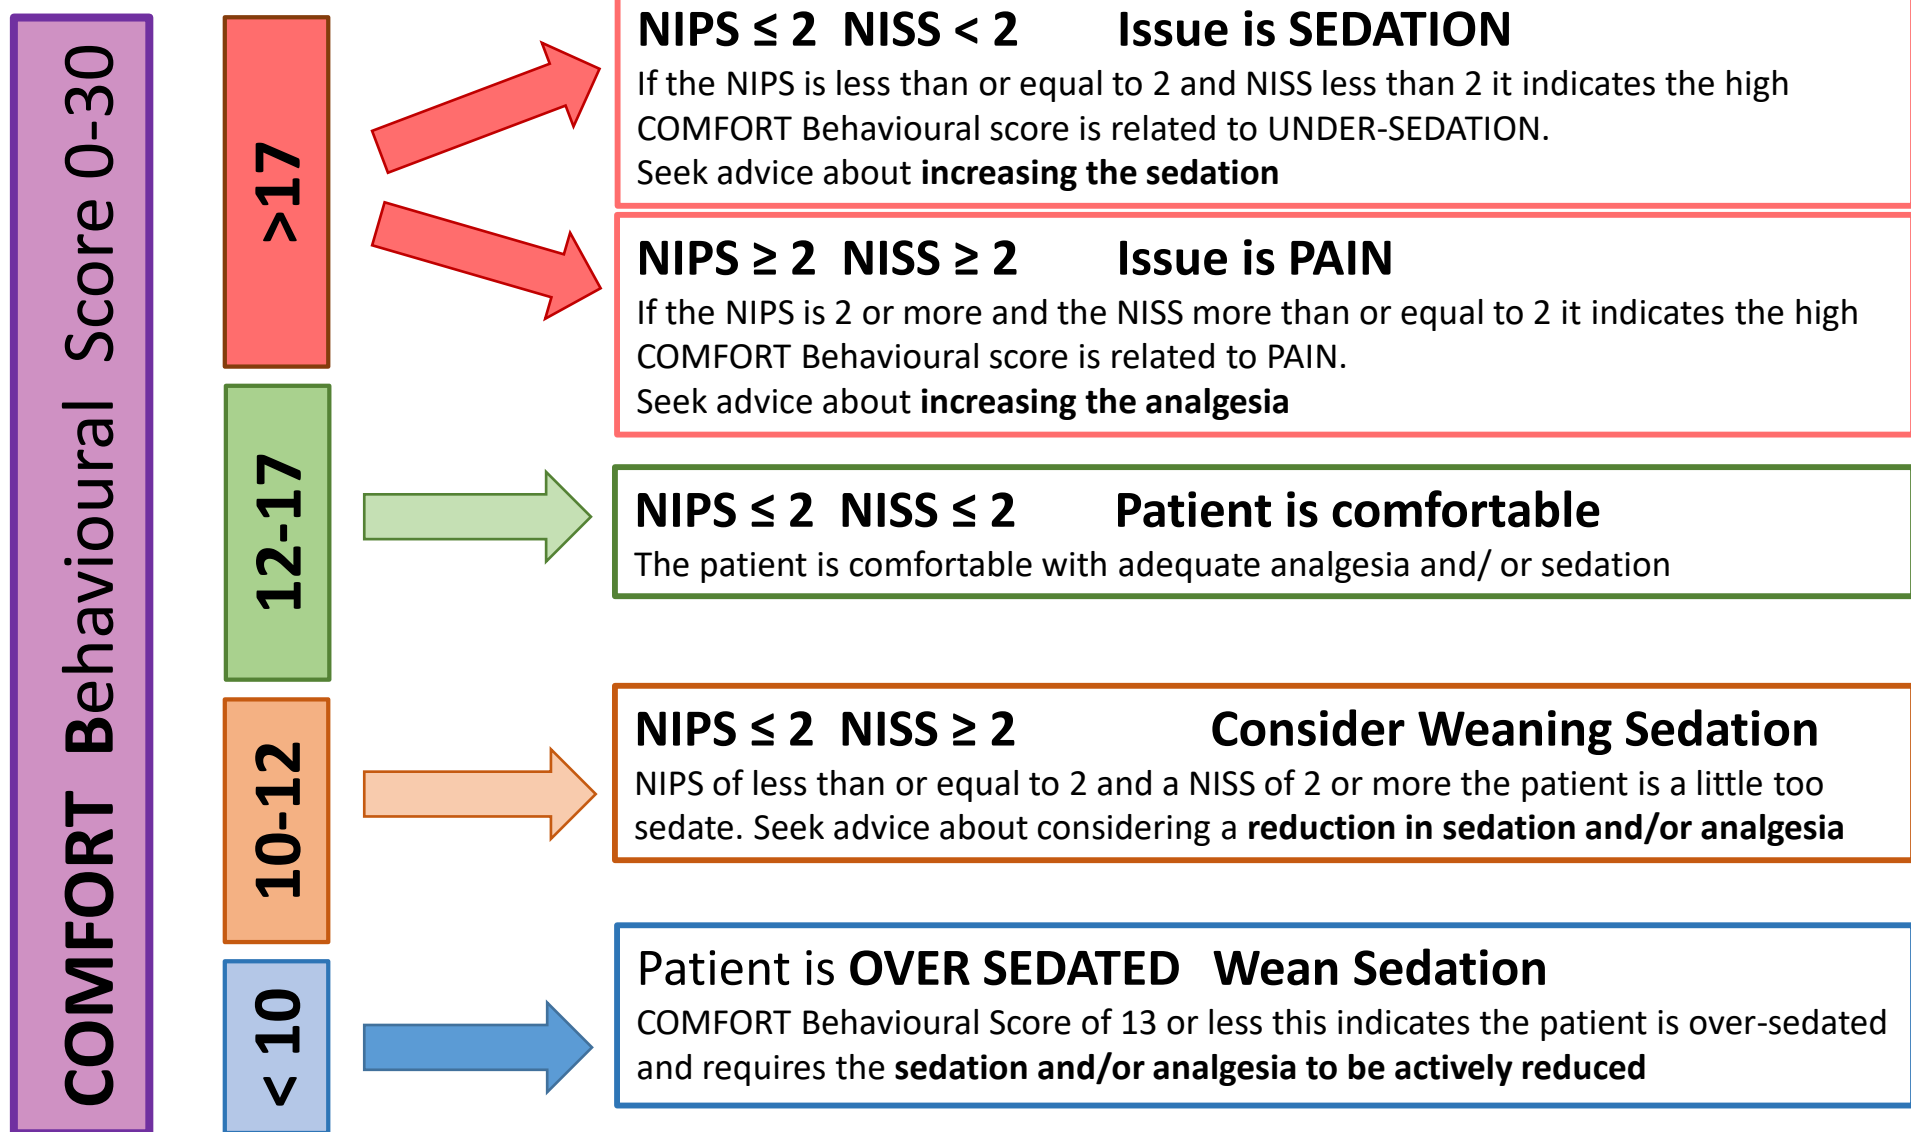 COMFORT Behavioural Score 0-30
>17
NIPS ≤ 2 NISS < 2 Issue is SEDATION
If the NIPS is less than or equal to 2 and NISS less than 2 it indicates the high
COMFORT Behavioural score is related to UNDER-SEDATION.
Seek advice about increasing the sedation
NIPS ≥ 2 NISS ≥ 2 Issue is PAIN
If the NIPS is 2 or more and the NISS more than or equal to 2 it indicates the high
COMFORT Behavioural score is related to PAIN.
Seek advice about increasing the analgesia
12-17
NIPS ≤ 2 NISS ≤ 2 Patient is comfortable
The patient is comfortable with adequate analgesia and/ or sedation
10-12
NIPS ≤ 2 NISS ≥ 2 Consider Weaning Sedation
NIPS of less than or equal to 2 and a NISS of 2 or more the patient is a little too
sedate. Seek advice about considering a reduction in sedation and/or analgesia
< 10
Patient is OVER SEDATED Wean Sedation
COMFORT Behavioural Score of 13 or less this indicates the patient is over-sedated
and requires the sedation and/or analgesia to be actively reduced